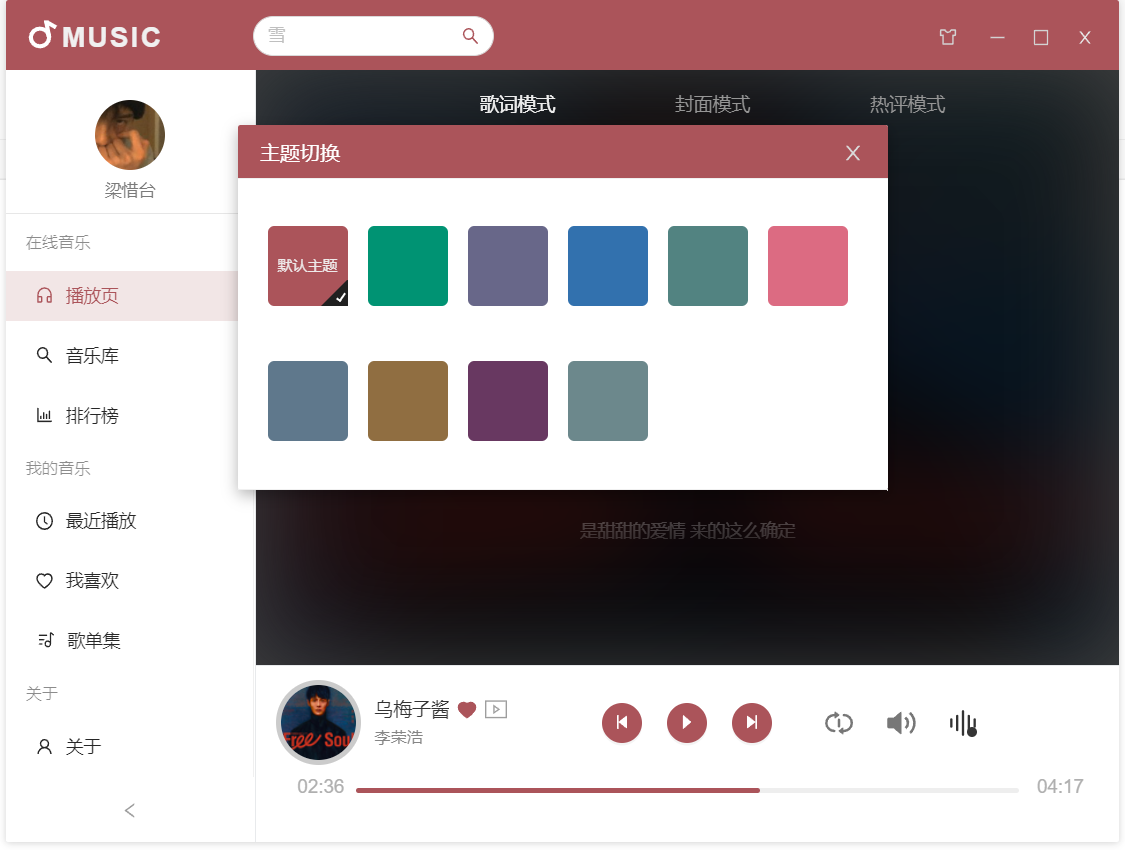 MUSIC
雪
梁惜台
在线音乐
播放页
音乐库
排行榜
我的音乐
最近播放
我喜欢
歌单集
关于
关于
歌词模式 封面模式 热评模式
主题切换
默认主题
是甜甜的爱情 来的这么确定
Free Soul
乌梅子酱
李荣浩
02:36 04:17